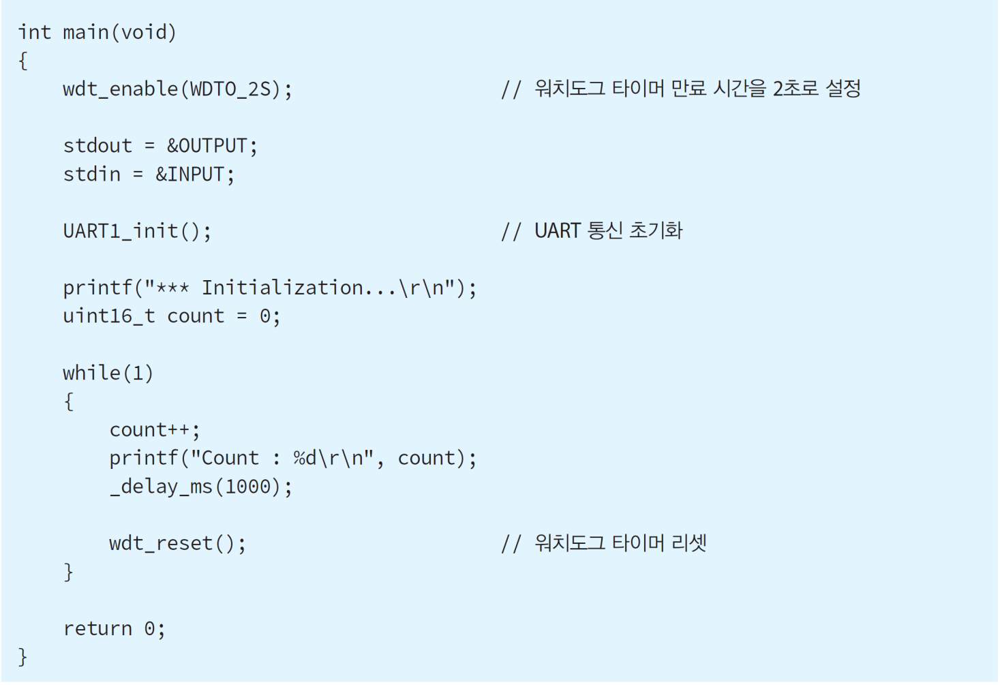 int main(void)
{
    wdt_enable(WDTO_2S);                  // 워치도그 타이머 만료 시간을 2초로 설정

    stdout = &OUTPUT;
    stdin = &INPUT;

    UART1_init();                         // UART 통신 초기화

    printf("*** Initialization...\r\n");
    uint16_t count = 0;

    while(1)
    {
        count++;
        printf("Count : %d\r\n", count);
        _delay_ms(1000);

        wdt_reset();                      // 워치도그 타이머 리셋
    }

    return 0;
}